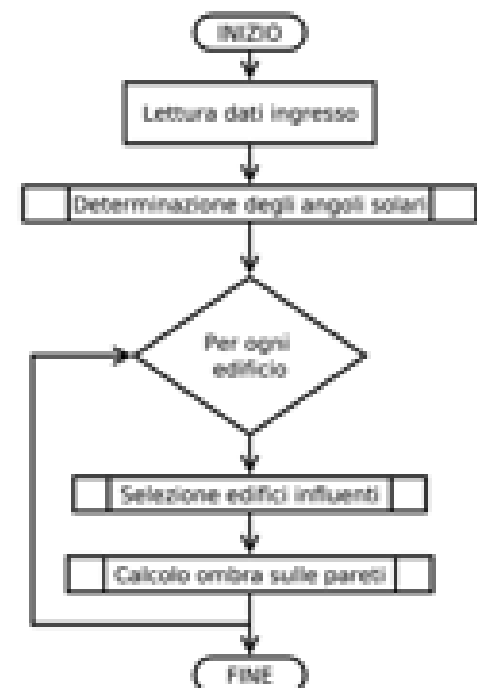 INIZIO
Lettura dati ingresso
Determinazione degli angoli solari
Per ogni
edificio
Selezione edifici influenti
Calcolo ombra sulle pareti
FINE